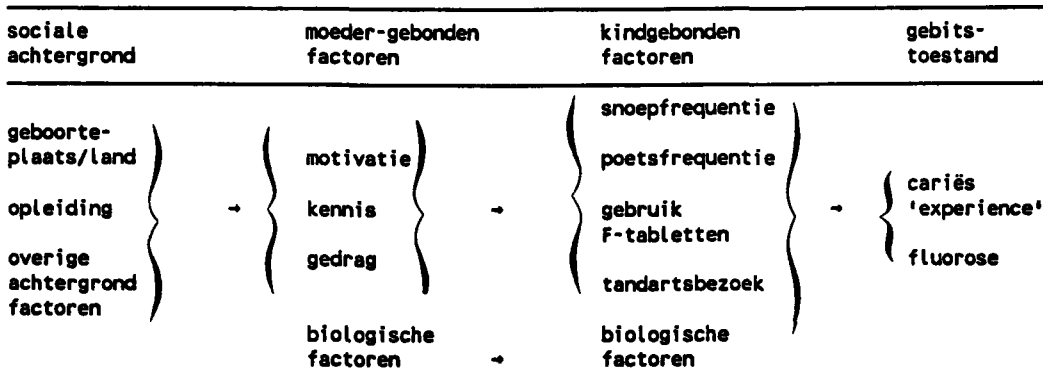 sociale moeder-gebonden kindgebonden gebits-
achtergrond factoren factoren toestand
snoepfrequentie
geboorte-
plaats/land motivatie poetsfrequentie
cariës
opleiding → kennis → gebruik → 'experience'
F-tabletten
overige gedrag fluorose
achtergrond tandartsbezoek
factoren
biologische biologische
factoren → factoren